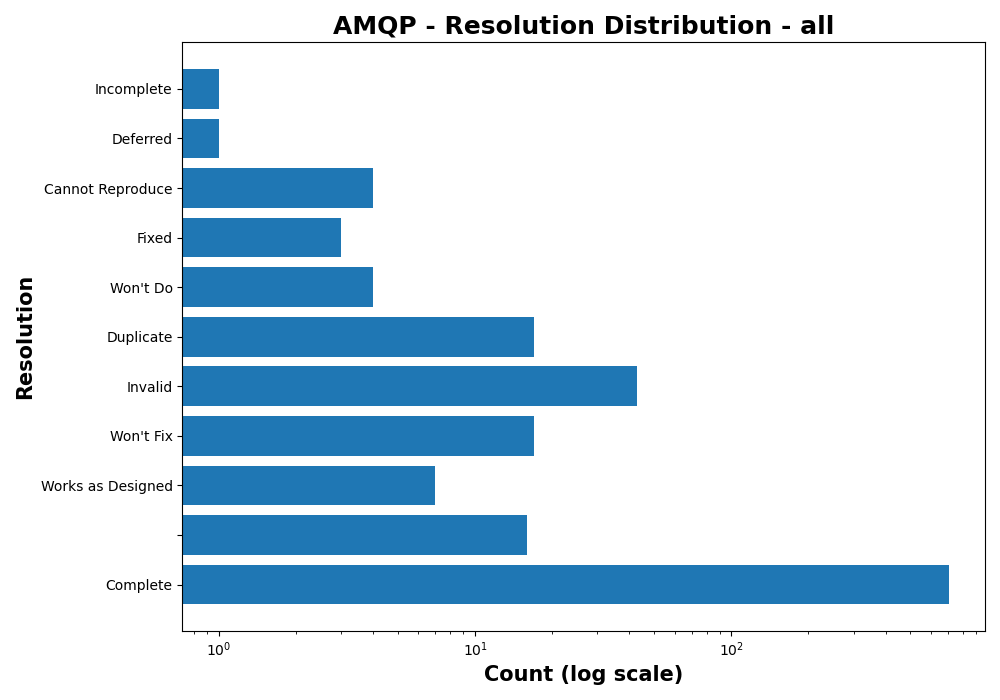 AMQP - Resolution Distribution - all
Incomplete
Deferred
Cannot Reproduce
Fixed
Won't Do
Duplicate
Invalid
Won't Fix
Works as Designed
Complete
Resolution
10⁰ 10¹ 10²
Count (log scale)